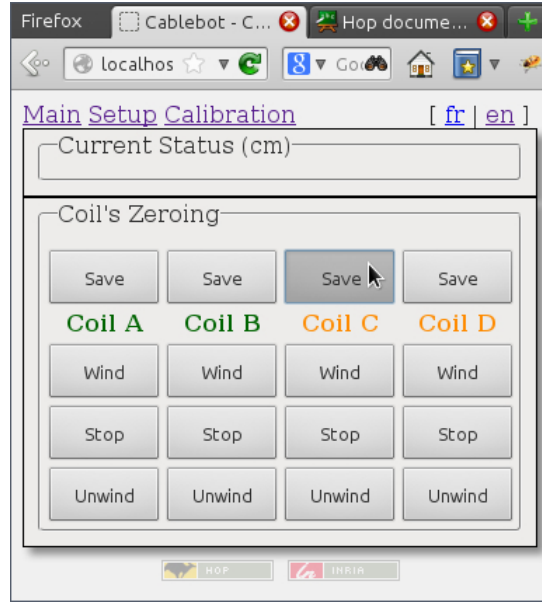 Firefox Cablebot - C... Hop docume...
localhos Goo
Main Setup Calibration [ fr | en ]
Current Status (cm)
Coil's Zeroing
Save Save Save Save
Coil A Coil B Coil C Coil D
Wind Wind Wind Wind
Stop Stop Stop Stop
Unwind Unwind Unwind Unwind
HOP INRIA